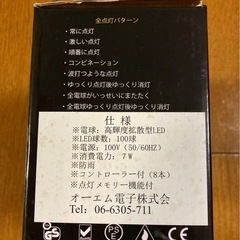 全点灯パターン
・常に点灯
・激しい点灯
・順番に点灯
・コンビネーション
・波打つような点灯
・ゆっくり点灯後ゆっくり消灯
・全電球がいっせいにまたたく
・全電球ゆっくり点灯後ゆっくり消灯
仕 様
※電球：高輝度拡散型LED
※LED球数：100球
※電源：100V（50/60HZ）
※消費電力：７W
※防雨
※コントローラー付（8本）
※点灯メモリー機能付
オーエム電子株式会
Tel：06-6305-711